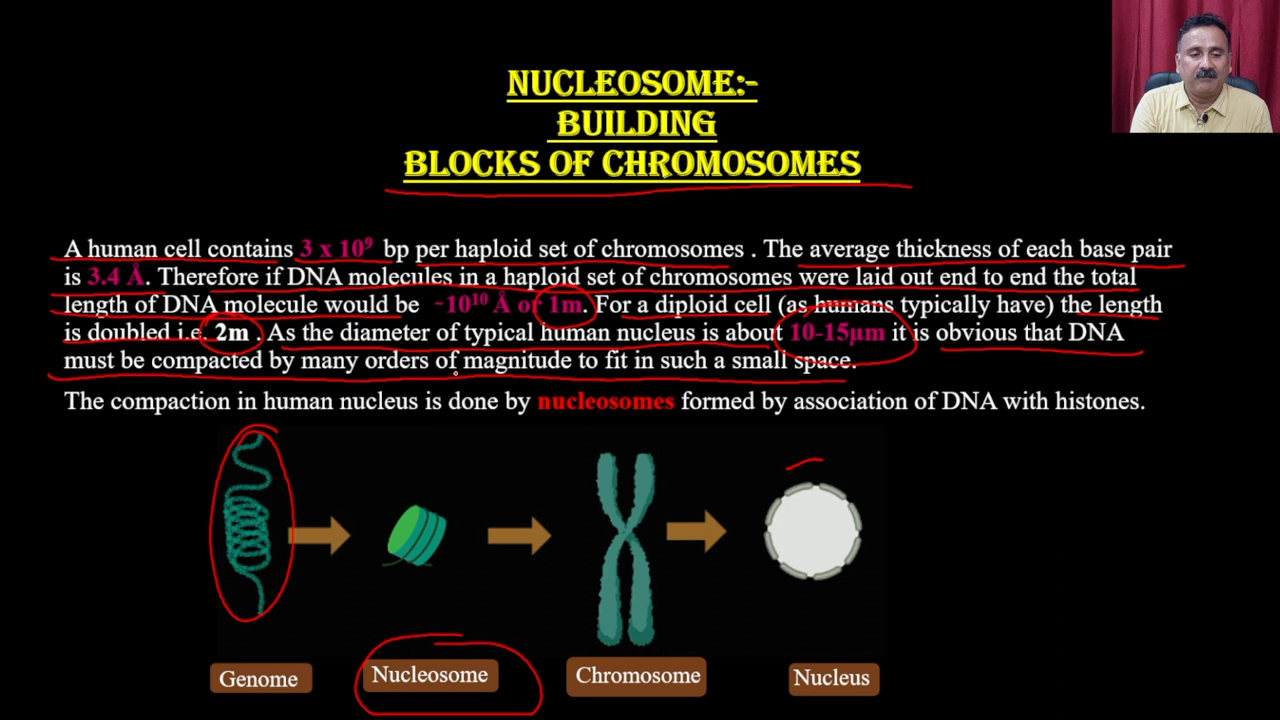 NUCLEOSOME:-
BUILDING
BLOCKS OF CHROMOSOMES
A human cell contains 3 x 10⁹ bp per haploid set of chromosomes . The average thickness of each base pair
is 3.4 Å. Therefore if DNA molecules in a haploid set of chromosomes were laid out end to end the total
length of DNA molecule would be ~10¹⁰ Å or 1m. For a diploid cell (as humans typically have) the length
is doubled i.e. 2m . As the diameter of typical human nucleus is about 10-15µm it is obvious that DNA
must be compacted by many orders of magnitude to fit in such a small space.
The compaction in human nucleus is done by nucleosomes formed by association of DNA with histones.
Genome
Nucleosome
Chromosome
Nucleus